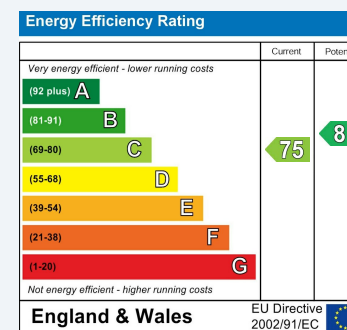 Energy Efficiency Rating
Current
Very energy efficient - lower running costs
(92 plus) A
(81-91) B
(69-80) C
(55-68) D
(39-54) E
(21-38) F
(1-20) G
75
Not energy efficient - higher running costs
England & Wales
EU Directive
2002/91/EC